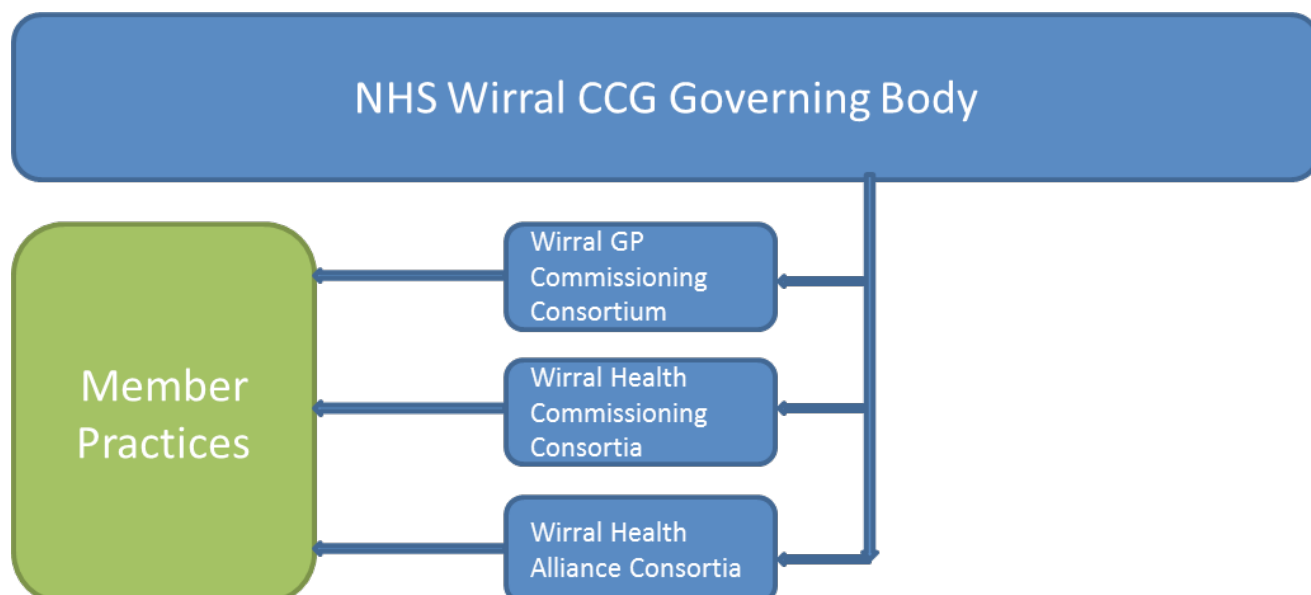 NHS Wirral CCG Governing Body
Wirral GP
Commissioning
Consortium
Member
Practices
Wirral Health
Commissioning
Consortia
Wirral Health
Alliance Consortia